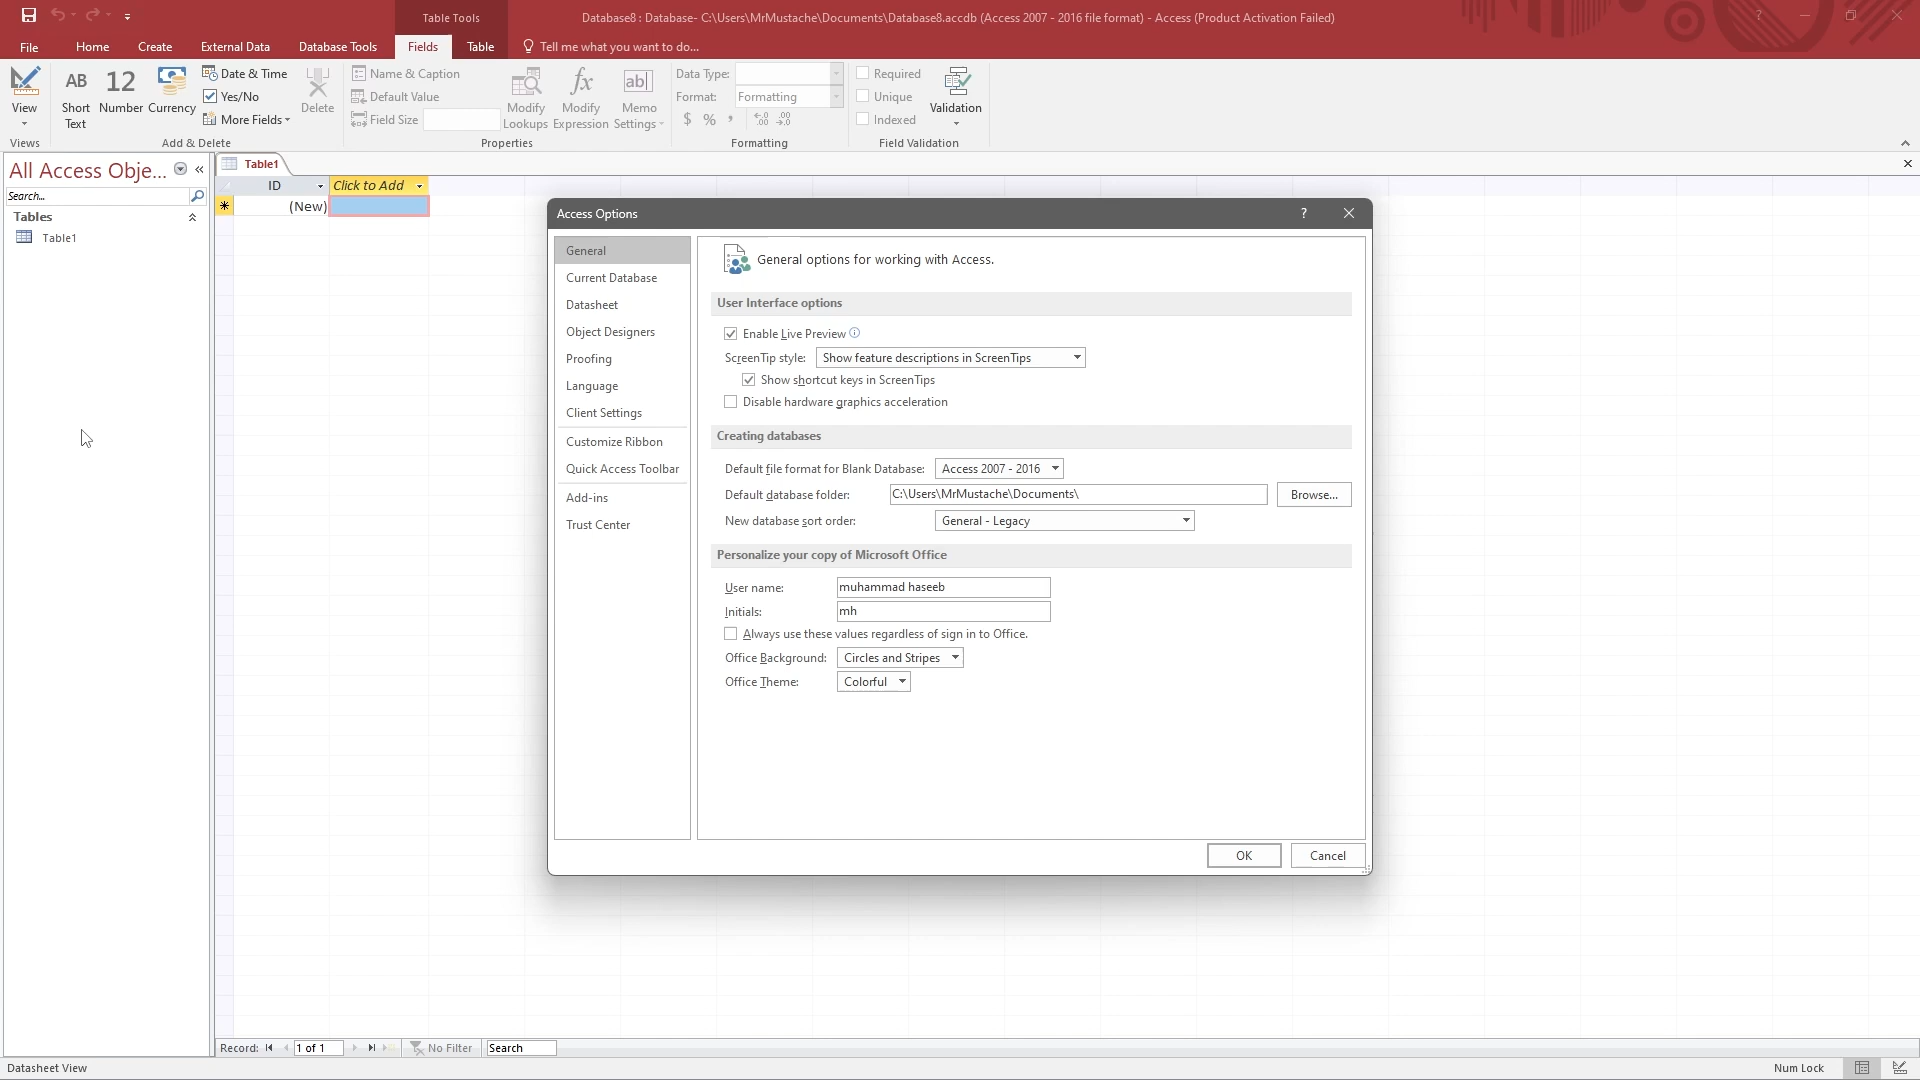 Table Tools
Database8 : Database- C:\Users\MrMustache\Documents\Database8.accdb (Access 2007 - 2016 file format) - Access (Product Activation Failed)
?
File Home Create External Data Database Tools Fields Table Tell me what you want to do...
View
AB Short Text
12 Number
Currency
Date & Time
Yes/No
More Fields
Delete
Name & Caption
Default Value
Field Size
Modify Lookups
fx Modify Expression
ab| Memo Settings
Data Type:
Format: Formatting
$ % ,
Required
Unique
Indexed
Validation
Views Add & Delete Properties Formatting Field Validation
All Access Obje... «
Search...
Tables
Table1
Table1
ID Click to Add
(New)
Access Options ?
General
Current Database
Datasheet
Object Designers
Proofing
Language
Client Settings
Customize Ribbon
Quick Access Toolbar
Add-ins
Trust Center
General options for working with Access.
User Interface options
Enable Live Preview
ScreenTip style: Show feature descriptions in ScreenTips
Show shortcut keys in ScreenTips
Disable hardware graphics acceleration
Creating databases
Default file format for Blank Database: Access 2007 - 2016
Default database folder: C:\Users\MrMustache\Documents\ Browse...
New database sort order: General - Legacy
Personalize your copy of Microsoft Office
User name: muhammad haseeb
Initials: mh
Always use these values regardless of sign in to Office.
Office Background: Circles and Stripes
Office Theme: Colorful
OK Cancel
Record: 1 of 1 No Filter Search
Datasheet View Num Lock